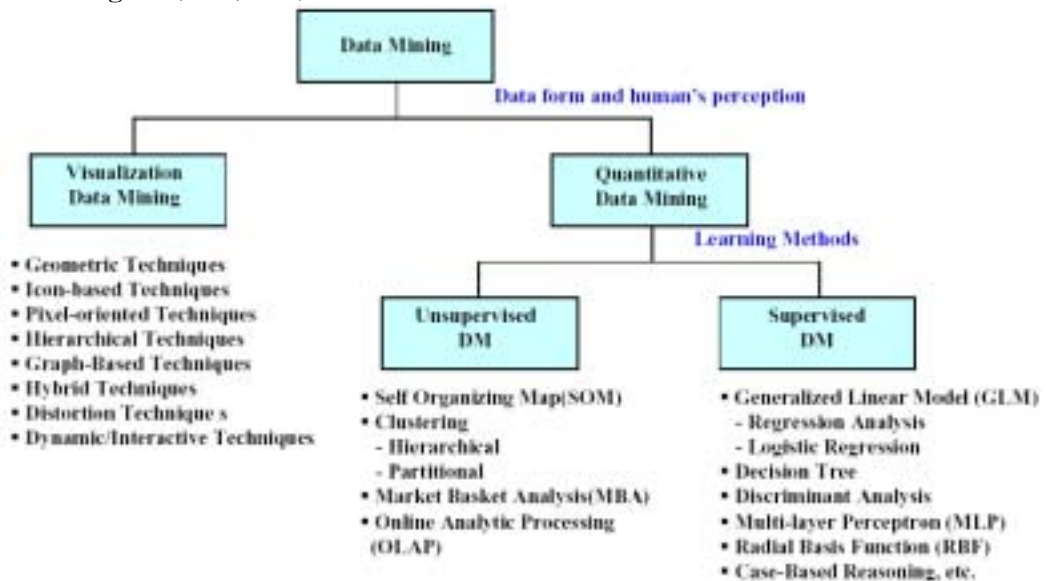 Data Mining
Data form and human's perception
Visualization
Data Mining
Quantitative
Data Mining
Learning Methods
▪ Geometric Techniques
▪ Icon-based Techniques
▪ Pixel-oriented Techniques
▪ Hierarchical Techniques
▪ Graph-Based Techniques
▪ Hybrid Techniques
▪ Distortion Technique s
▪ Dynamic/Interactive Techniques
Unsupervised
DM
▪ Self Organizing Map(SOM)
▪ Clustering
- Hierarchical
- Partitional
▪ Market Basket Analysis(MBA)
▪ Online Analytic Processing
(OLAP)
Supervised
DM
▪ Generalized Linear Model (GLM)
- Regression Analysis
- Logistic Regression
▪ Decision Tree
▪ Discriminant Analysis
▪ Multi-layer Perceptron (MLP)
▪ Radial Basis Function (RBF)
▪ Case-Based Reasoning, etc.